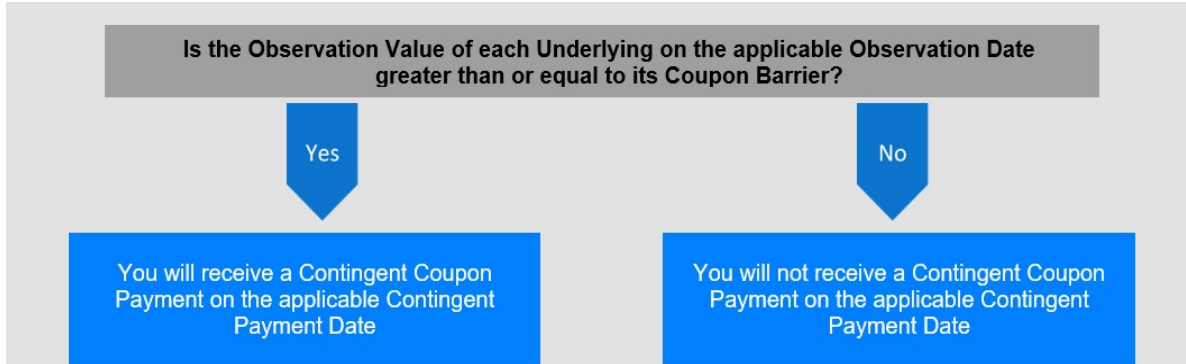 Is the Observation Value of each Underlying on the applicable Observation Date
greater than or equal to its Coupon Barrier?
Yes
No
You will receive a Contingent Coupon
Payment on the applicable Contingent
Payment Date
You will not receive a Contingent Coupon
Payment on the applicable Contingent
Payment Date